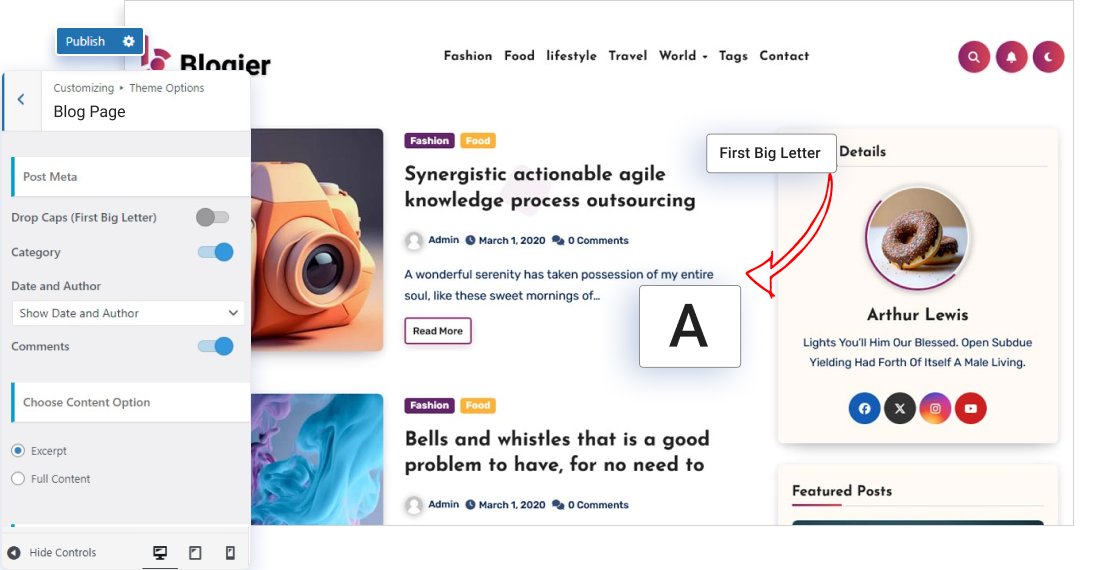 Publish
Blogier
Fashion Food lifestyle Travel World Tags Contact
Customizing ▸ Theme Options
Blog Page
Post Meta
Drop Caps (First Big Letter)
Category
Date and Author
Show Date and Author
Comments
Choose Content Option
Excerpt
Full Content
Hide Controls
Fashion Food
Synergistic actionable agile
knowledge process outsourcing
Admin March 1, 2020 0 Comments
A wonderful serenity has taken possession of my entire
soul, like these sweet mornings of...
Read More
First Big Letter
A
Fashion Food
Bells and whistles that is a good
problem to have, for no need to
Admin March 1, 2020 0 Comments
Details
Arthur Lewis
Lights You'll Him Our Blessed. Open Subdue
Yielding Had Forth Of Itself A Male Living.
Featured Posts